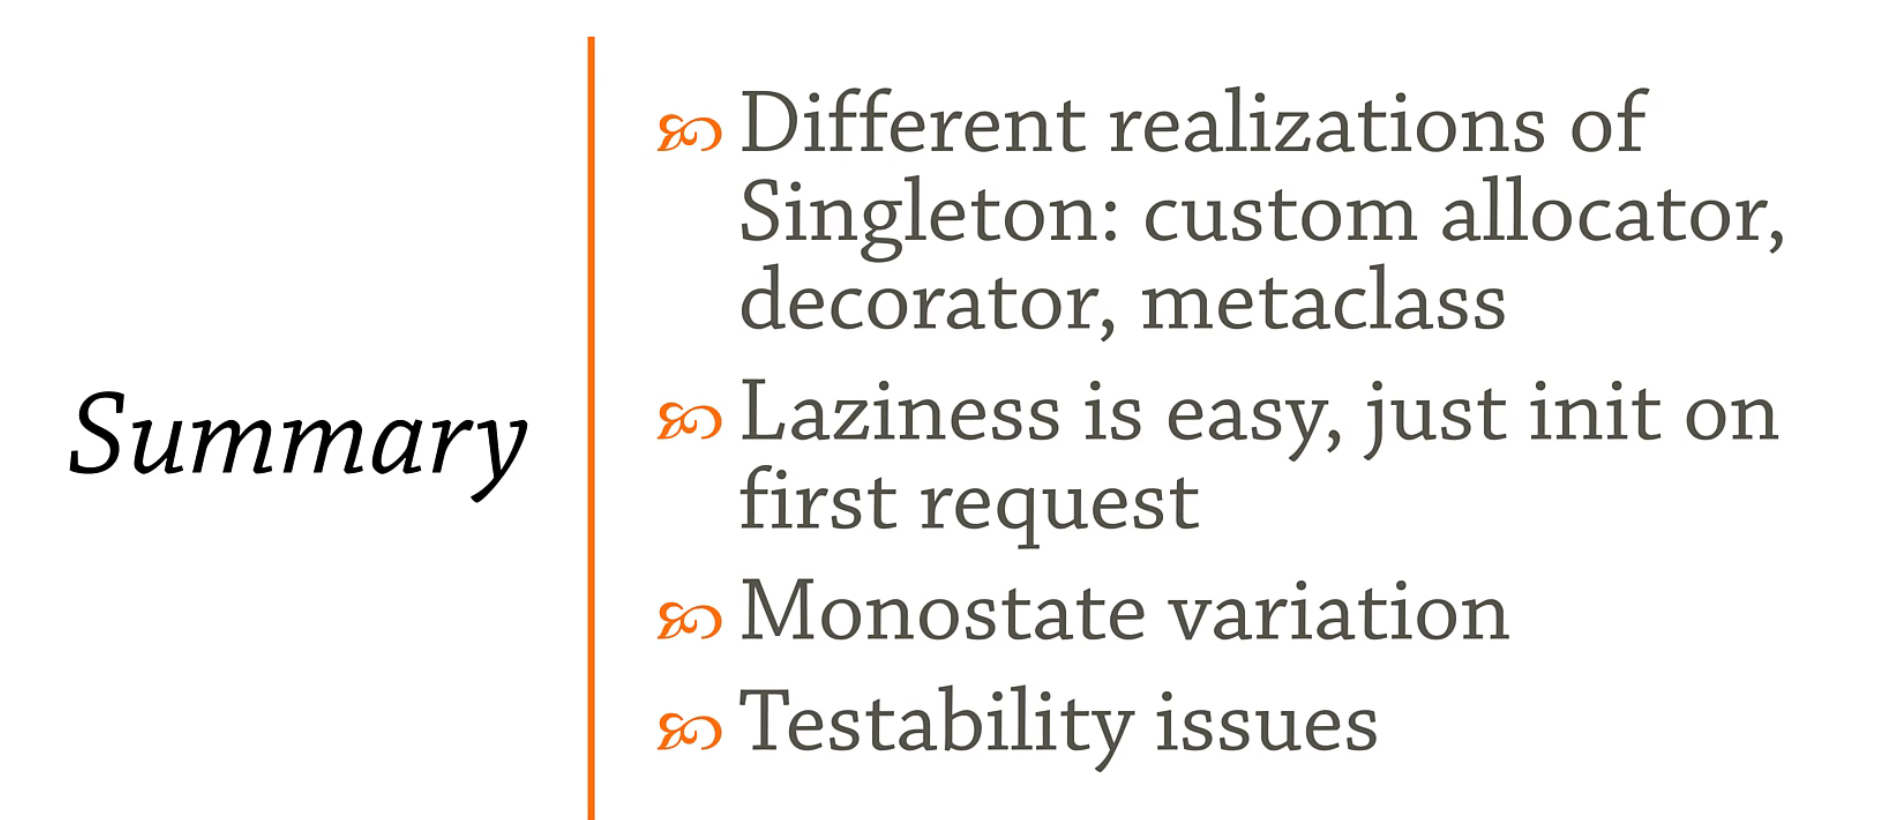 Summary
Different realizations of
Singleton: custom allocator,
decorator, metaclass
Laziness is easy, just init on
first request
Monostate variation
Testability issues